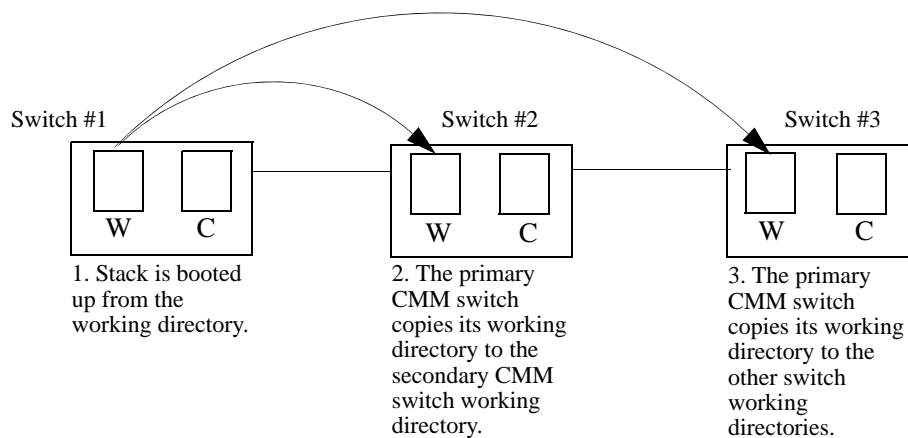 Switch #1
Switch #2
Switch #3
W C
W C
W C
1. Stack is booted
up from the
working directory.
2. The primary
CMM switch
copies its working
directory to the
secondary CMM
switch working
directory.
3. The primary
CMM switch
copies its working
directory to the
other switch
working
directories.